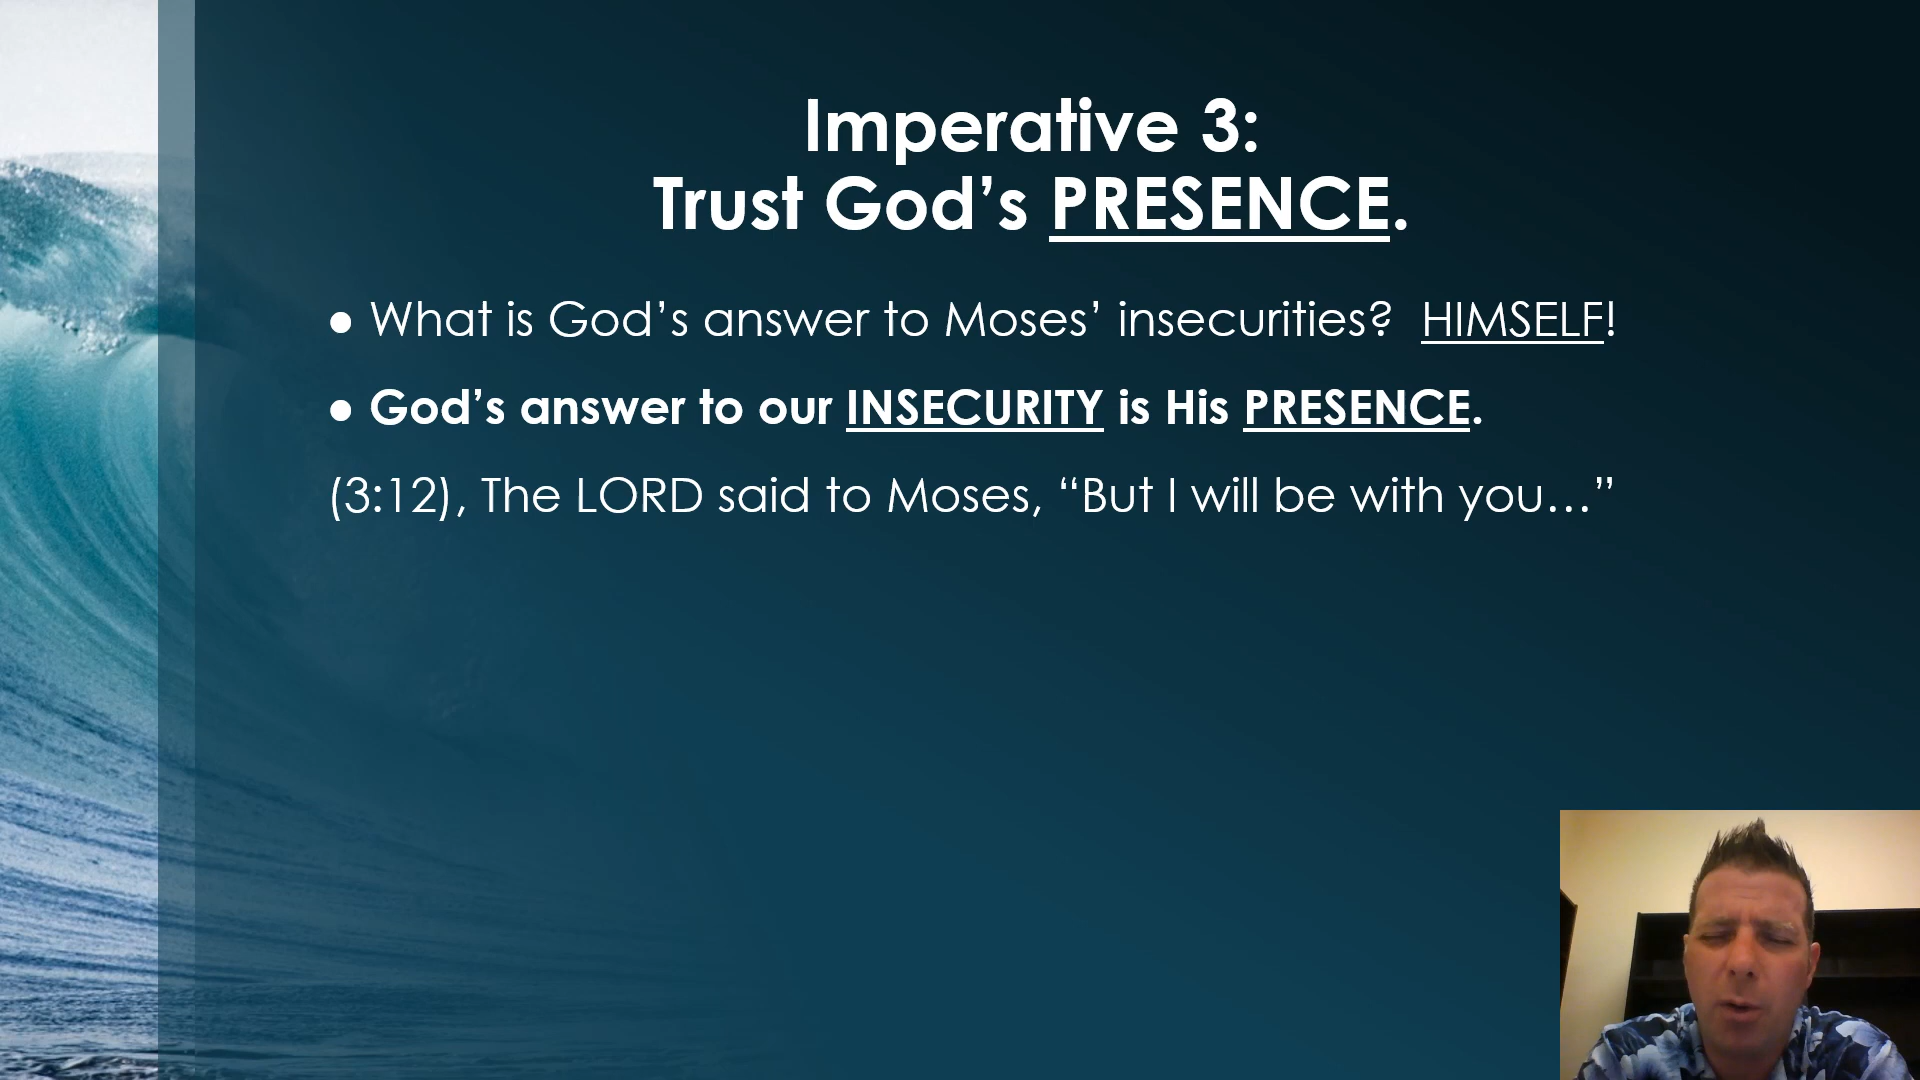 Imperative 3:
Trust God’s PRESENCE.
● What is God’s answer to Moses’ insecurities?  HIMSELF!
● God’s answer to our INSECURITY is His PRESENCE.
(3:12), The LORD said to Moses, “But I will be with you…”